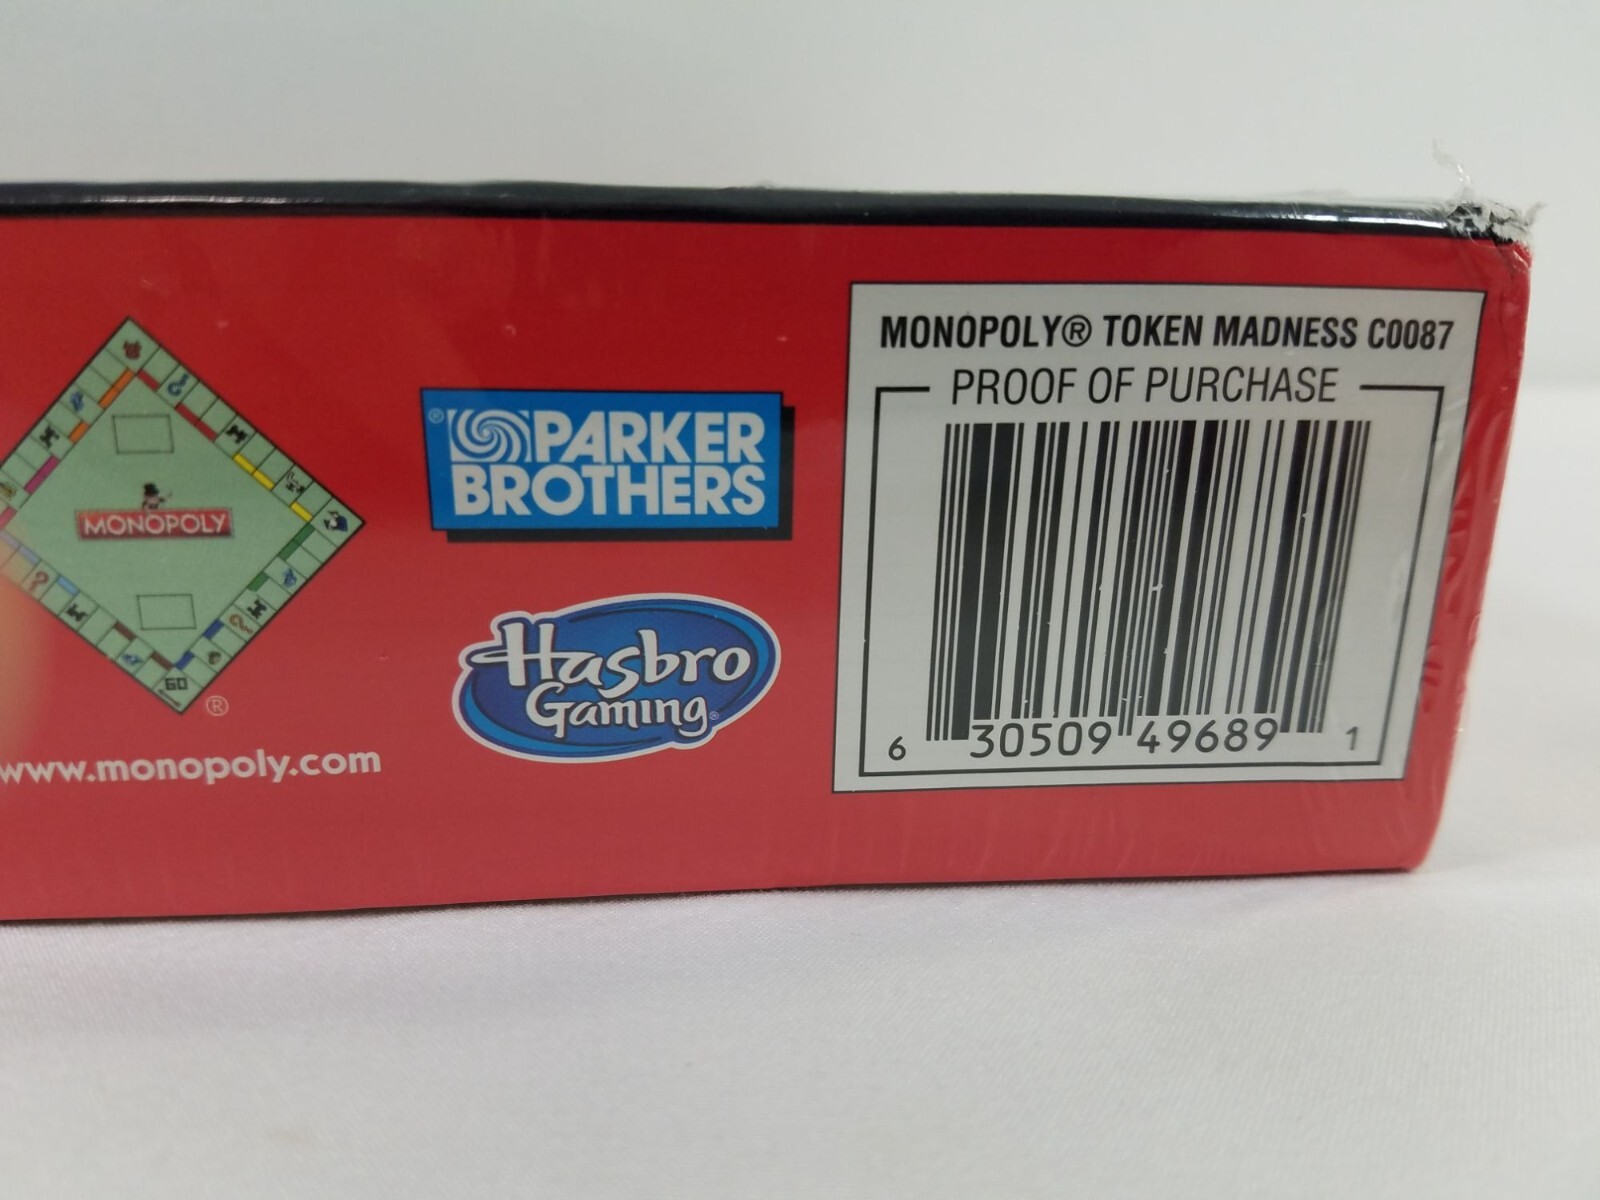 MONOPOLY
GO
®
www.monopoly.com
® PARKER
BROTHERS
Hasbro
Gaming®
MONOPOLY® TOKEN MADNESS C0087
PROOF OF PURCHASE
6 30509 49689 1